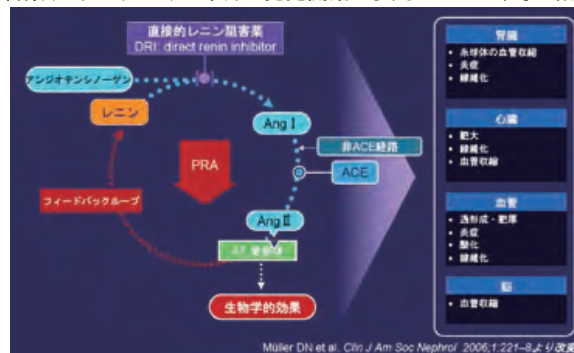 直接的レニン阻害薬
DRI: direct renin inhibitor
アンジオテンシノーゲン
レニン
Ang I
非ACE経路
ACE
PRA
フィードバックループ
Ang II
生物学的効果
腎臓
• 糸球体の血管収縮
• 炎症
• 線維化
心臓
• 肥大
• 線維化
• 血管収縮
血管
• 過形成・肥厚
• 炎症
• 酸化
• 線維化
脳
• 血管収縮
Müller DN et al. Clin J Am Soc Nephrol 2006;1:221–8より改変